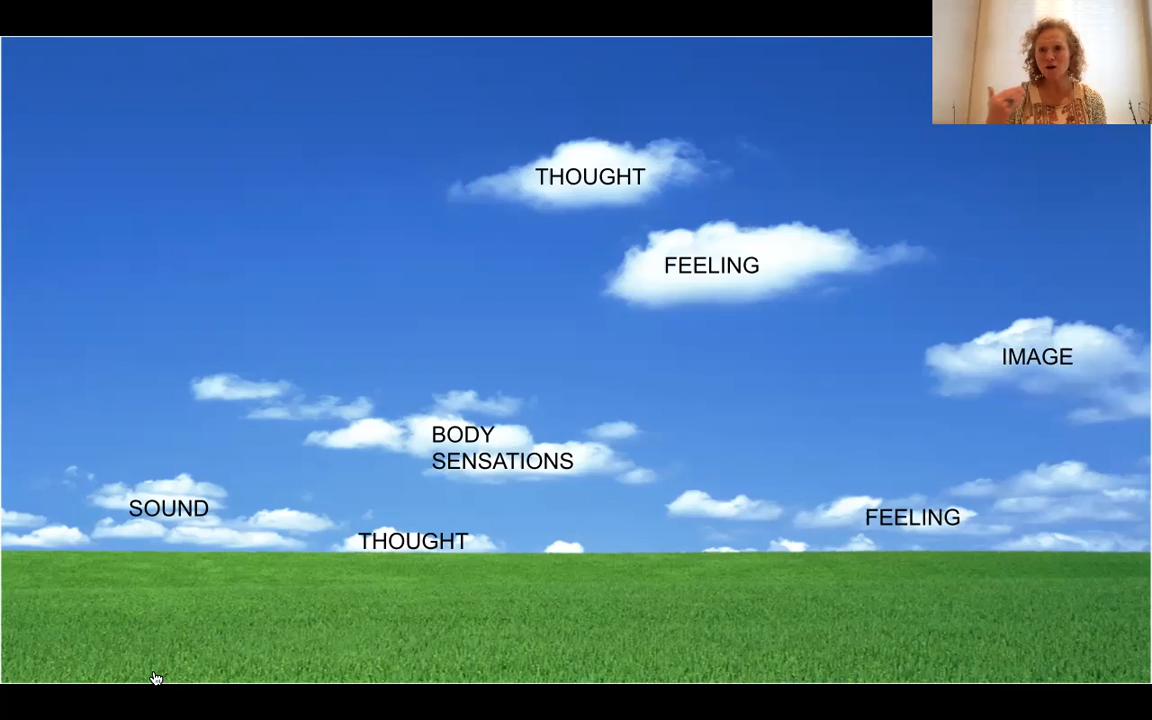 THOUGHT
FEELING
IMAGE
BODY
SENSATIONS
SOUND
FEELING
THOUGHT